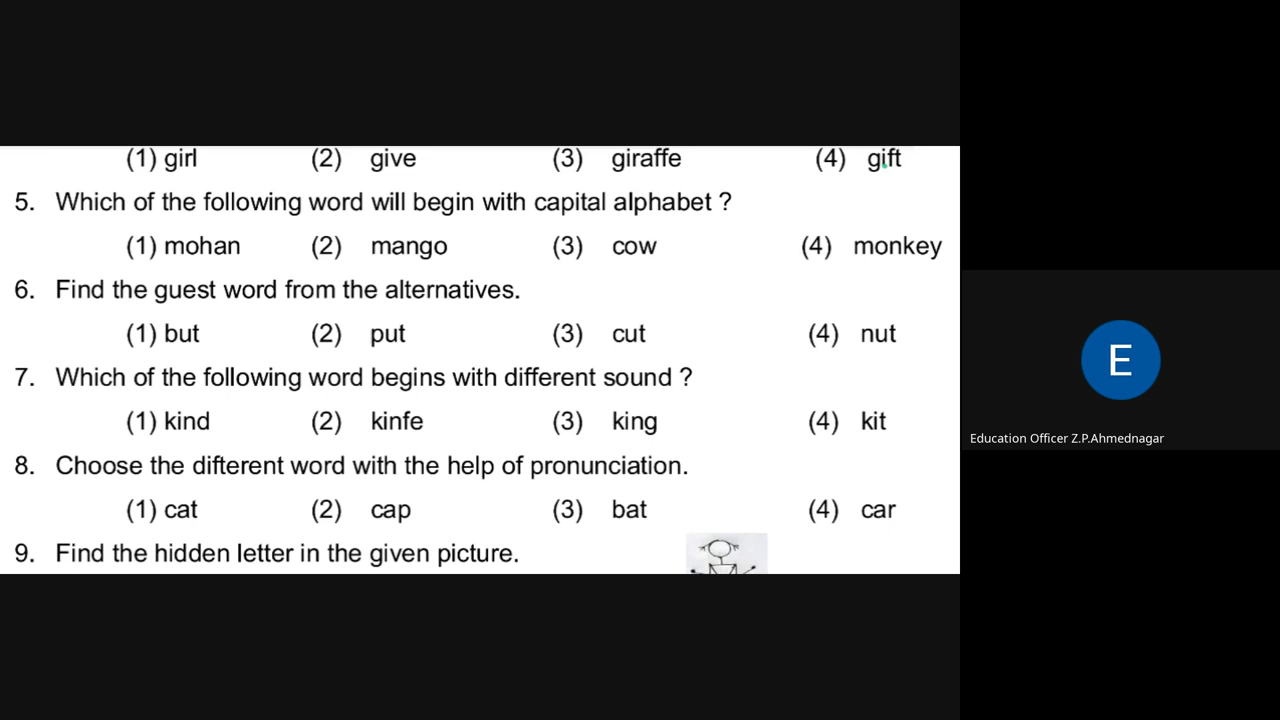 (1) girl (2) give (3) giraffe (4) gift
5. Which of the following word will begin with capital alphabet ?
(1) mohan (2) mango (3) cow (4) monkey
6. Find the guest word from the alternatives.
(1) but (2) put (3) cut (4) nut
7. Which of the following word begins with different sound ?
(1) kind (2) kinfe (3) king (4) kit
8. Choose the different word with the help of pronunciation.
(1) cat (2) cap (3) bat (4) car
9. Find the hidden letter in the given picture.
E
Education Officer Z.P.Ahmednagar